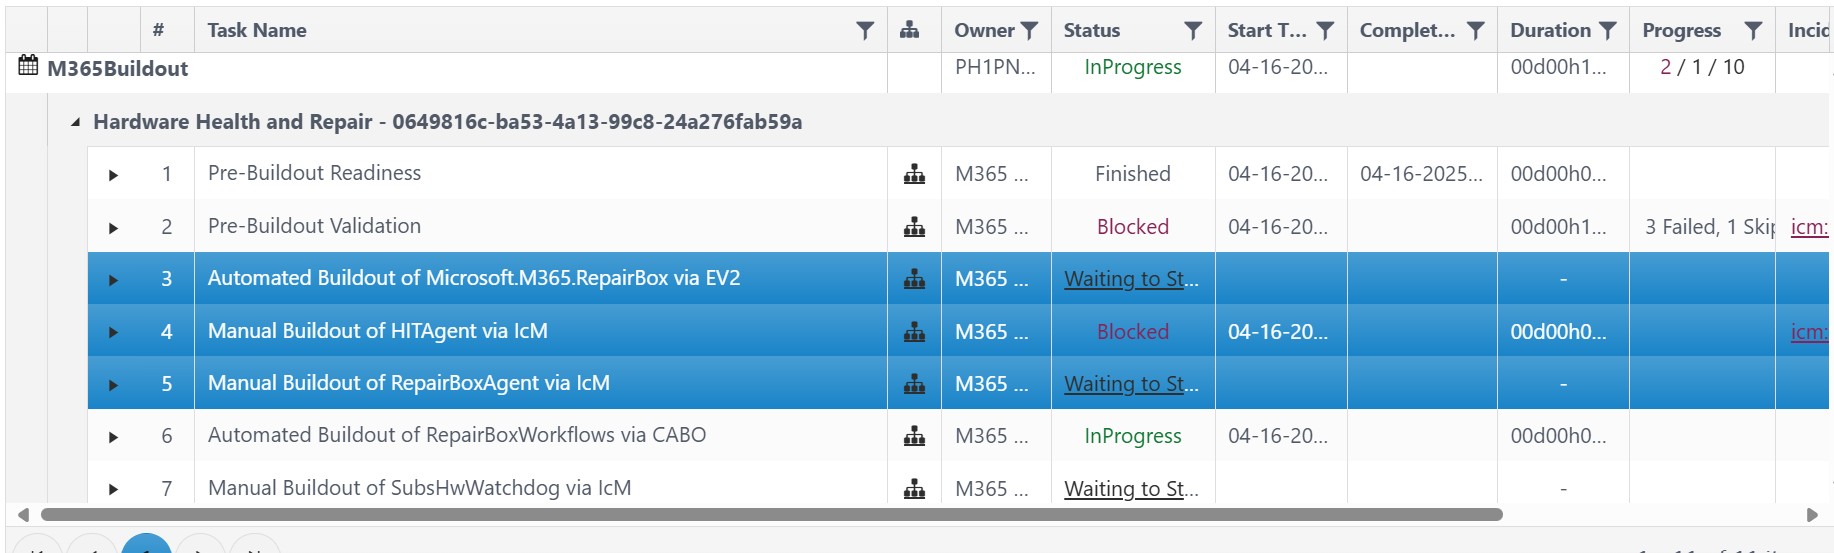 # Task Name Owner Status Start T... Complet... Duration Progress Incid
M365Buildout PH1PN... InProgress 04-16-20... 00d00h1... 2 / 1 / 10
Hardware Health and Repair - 0649816c-ba53-4a13-99c8-24a276fab59a
1 Pre-Buildout Readiness M365 ... Finished 04-16-20... 04-16-2025... 00d00h0...
2 Pre-Buildout Validation M365 ... Blocked 04-16-20... 00d00h1... 3 Failed, 1 Skip icm:
3 Automated Buildout of Microsoft.M365.RepairBox via EV2 M365 ... Waiting to St... -
4 Manual Buildout of HITAgent via IcM M365 ... Blocked 04-16-20... 00d00h0... icm:
5 Manual Buildout of RepairBoxAgent via IcM M365 ... Waiting to St... -
6 Automated Buildout of RepairBoxWorkflows via CABO M365 ... InProgress 04-16-20... 00d00h0...
7 Manual Buildout of SubsHwWatchdog via IcM M365 ... Waiting to St... -